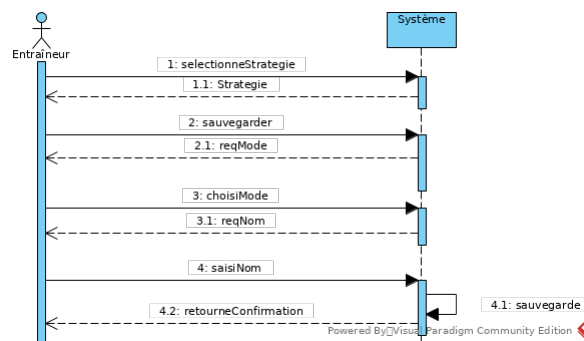 Entraîneur
Système
1: selectionneStrategie
1.1: Strategie
2: sauvegarder
2.1: reqMode
3: choisiMode
3.1: reqNom
4: saisiNom
4.1: sauvegarde
4.2: retourneConfirmation
Powered By Visual Paradigm Community Edition